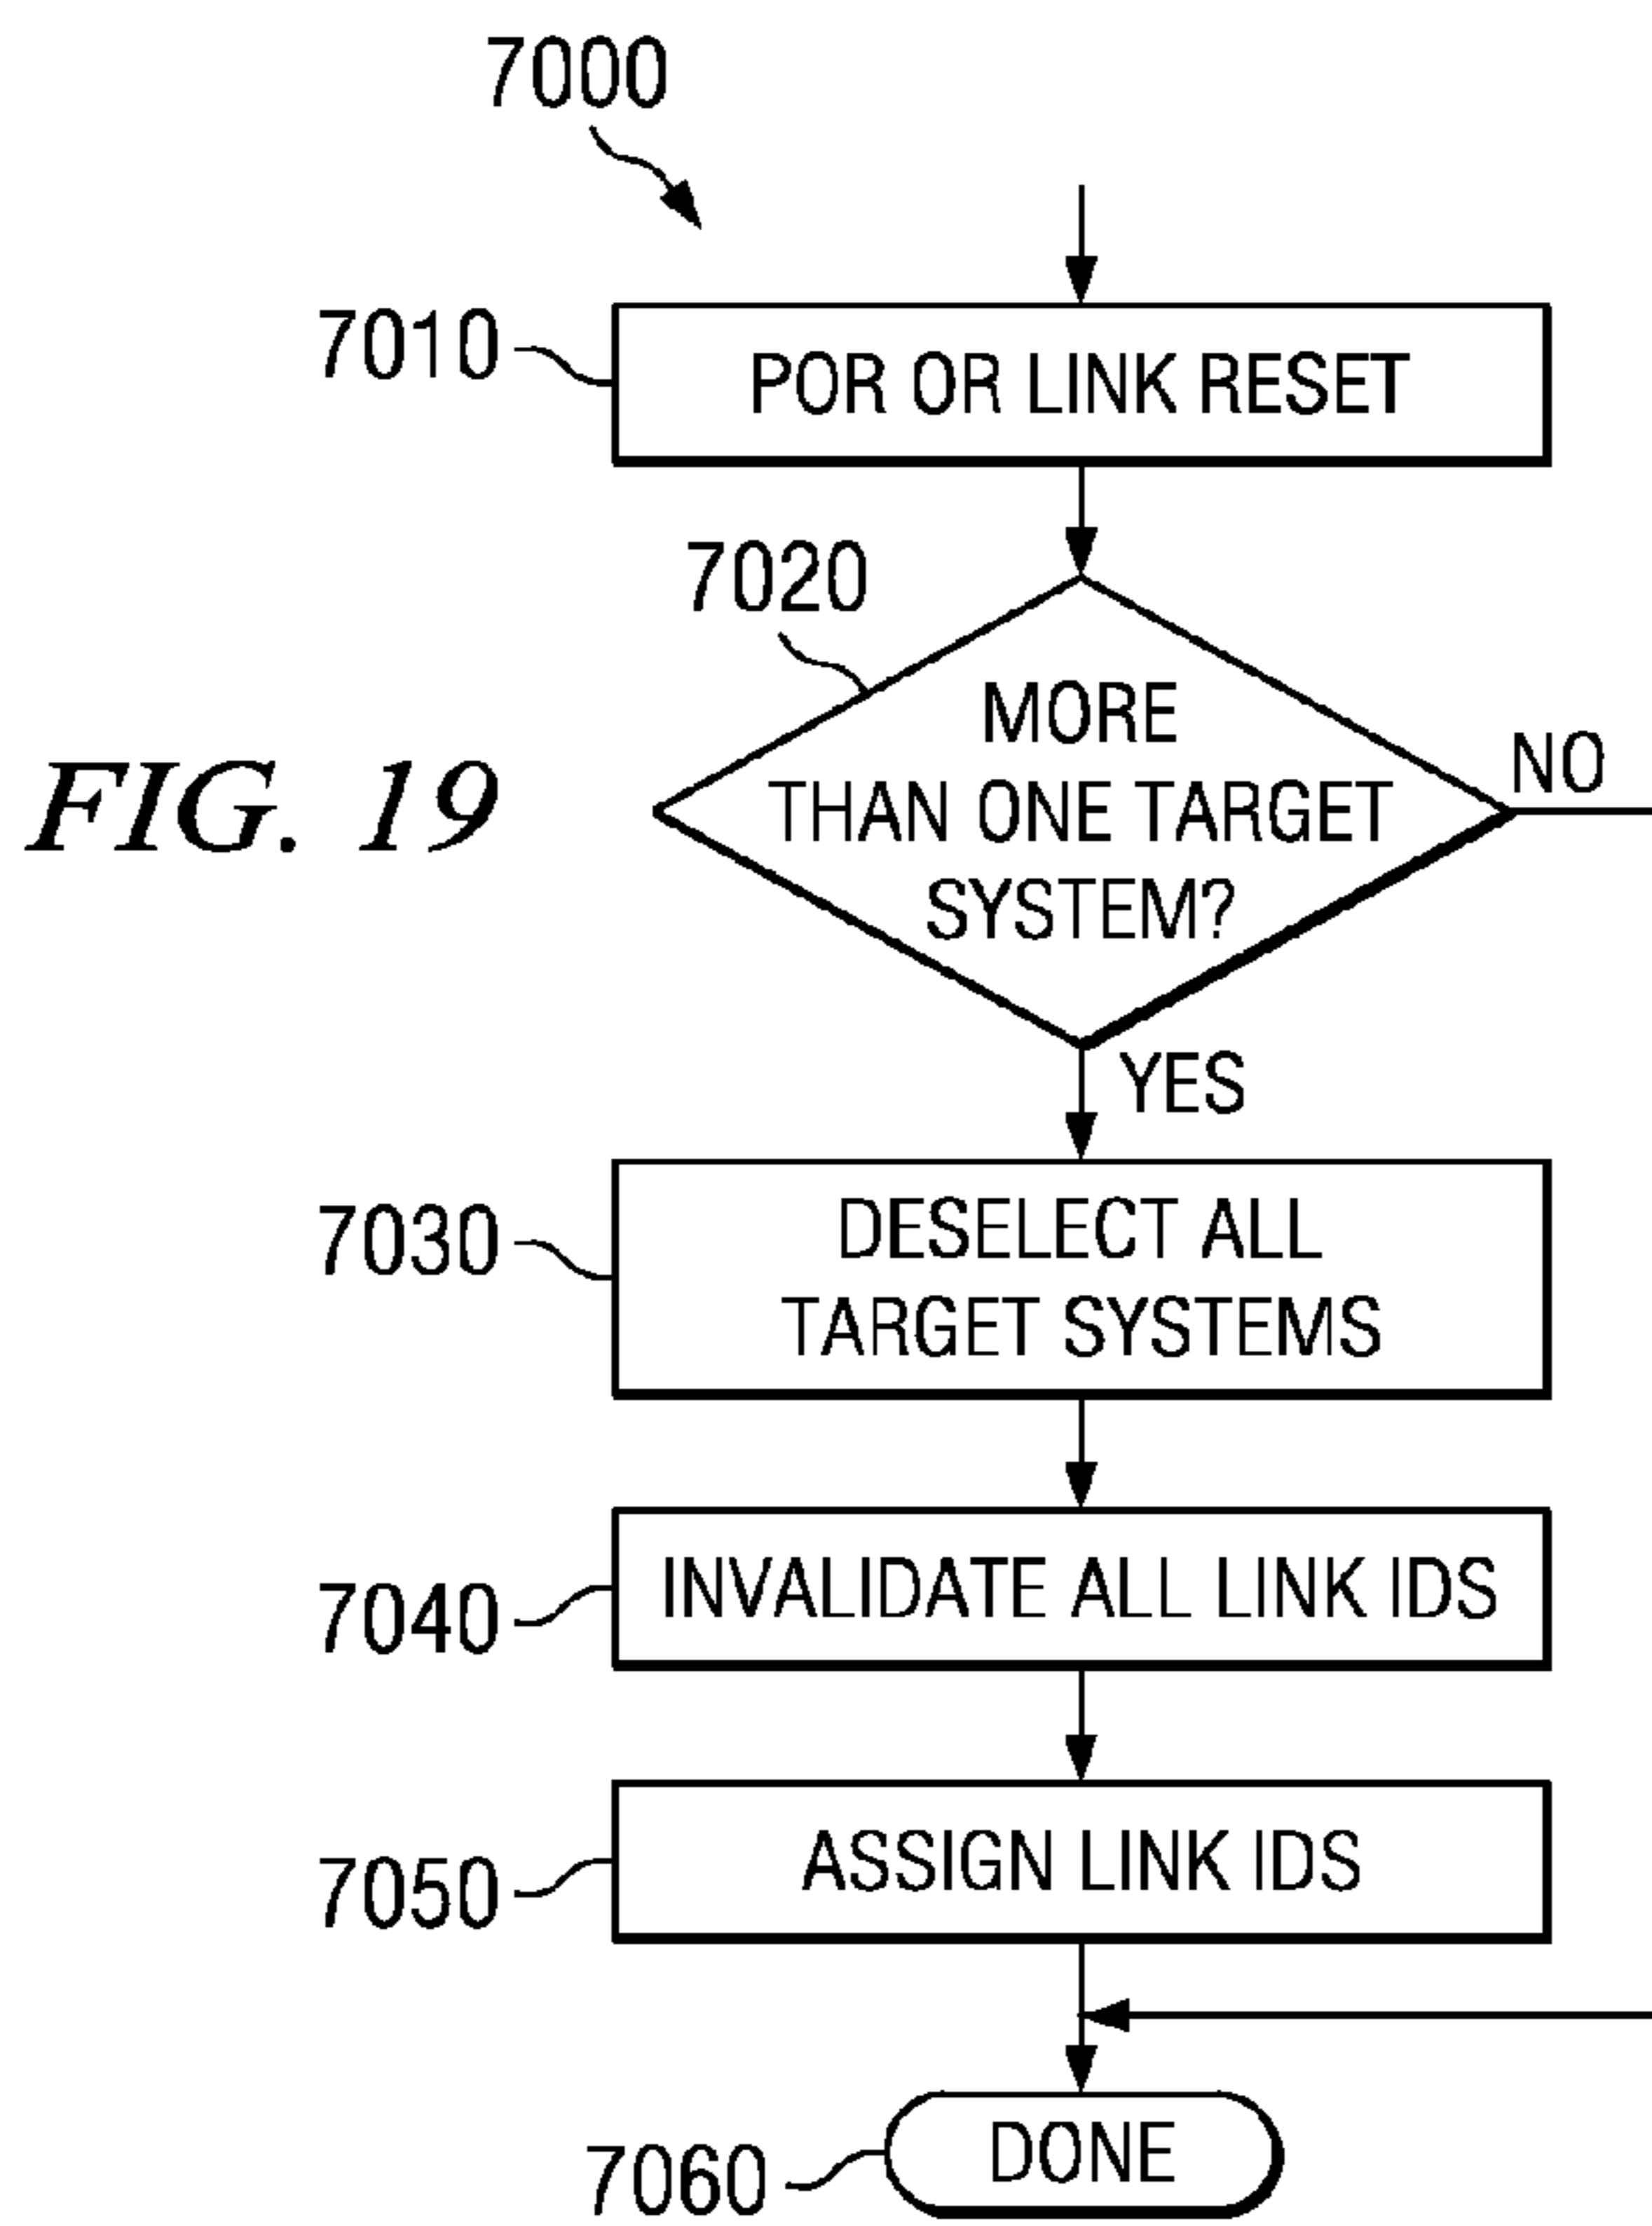 7000
7010
POR OR LINK RESET
7020
MORE
THAN ONE TARGET
SYSTEM?
NO
FIG. 19
YES
7030
DESELECT ALL
TARGET SYSTEMS
7040
INVALIDATE ALL LINK IDS
7050
ASSIGN LINK IDS
7060
DONE